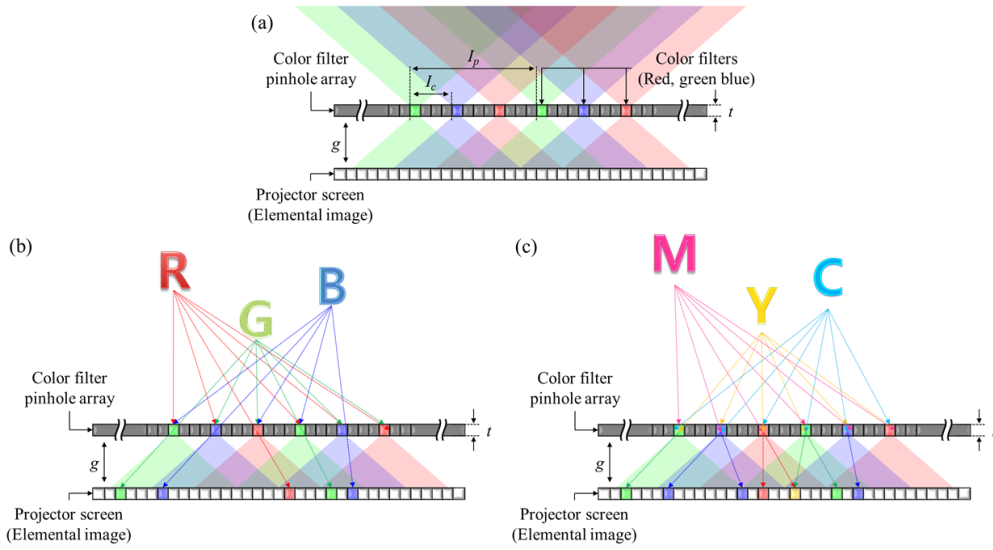 (a)
I_p
I_c
Color filter
pinhole array
Color filters
(Red, green blue)
t
g
Projector screen
(Elemental image)
(b)
R
G
B
Color filter
pinhole array
t
g
Projector screen
(Elemental image)
(c)
M
Y
C
Color filter
pinhole array
g
Projector screen
(Elemental image)